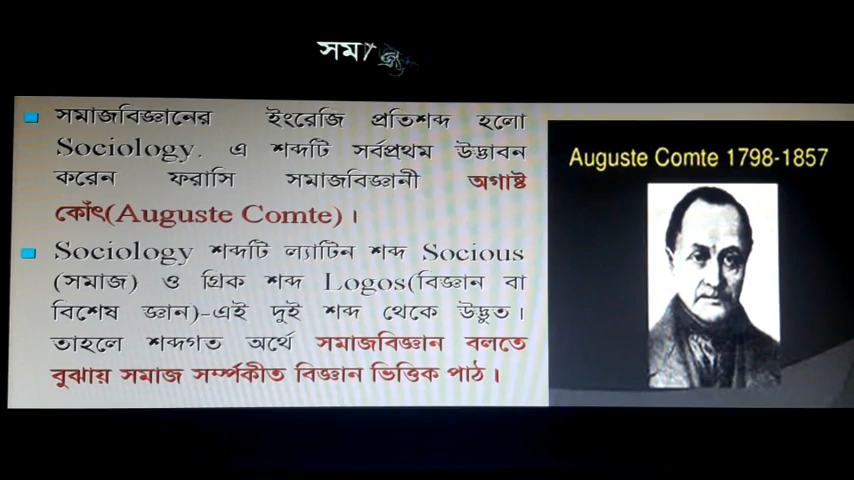 সমা
সমাজবিজ্ঞানের ইংরেজি প্রতিশব্দ হলো
Sociology. এ শব্দটি সর্বপ্রথম উদ্ভাবন
করেন ফরাসি সমাজবিজ্ঞানী অগাষ্ট
কোঁৎ(Auguste Comte) ।
Sociology শব্দটি ল্যাটিন শব্দ Socious
(সমাজ) ও গ্রিক শব্দ Logos(বিজ্ঞান বা
বিশেষ জ্ঞান)-এই দুই শব্দ থেকে উদ্ভুত।
তাহলে শব্দগত অর্থে সমাজবিজ্ঞান বলতে
বুঝায় সমাজ সর্ম্পকীত বিজ্ঞান ভিত্তিক পাঠ ।
Auguste Comte 1798-1857